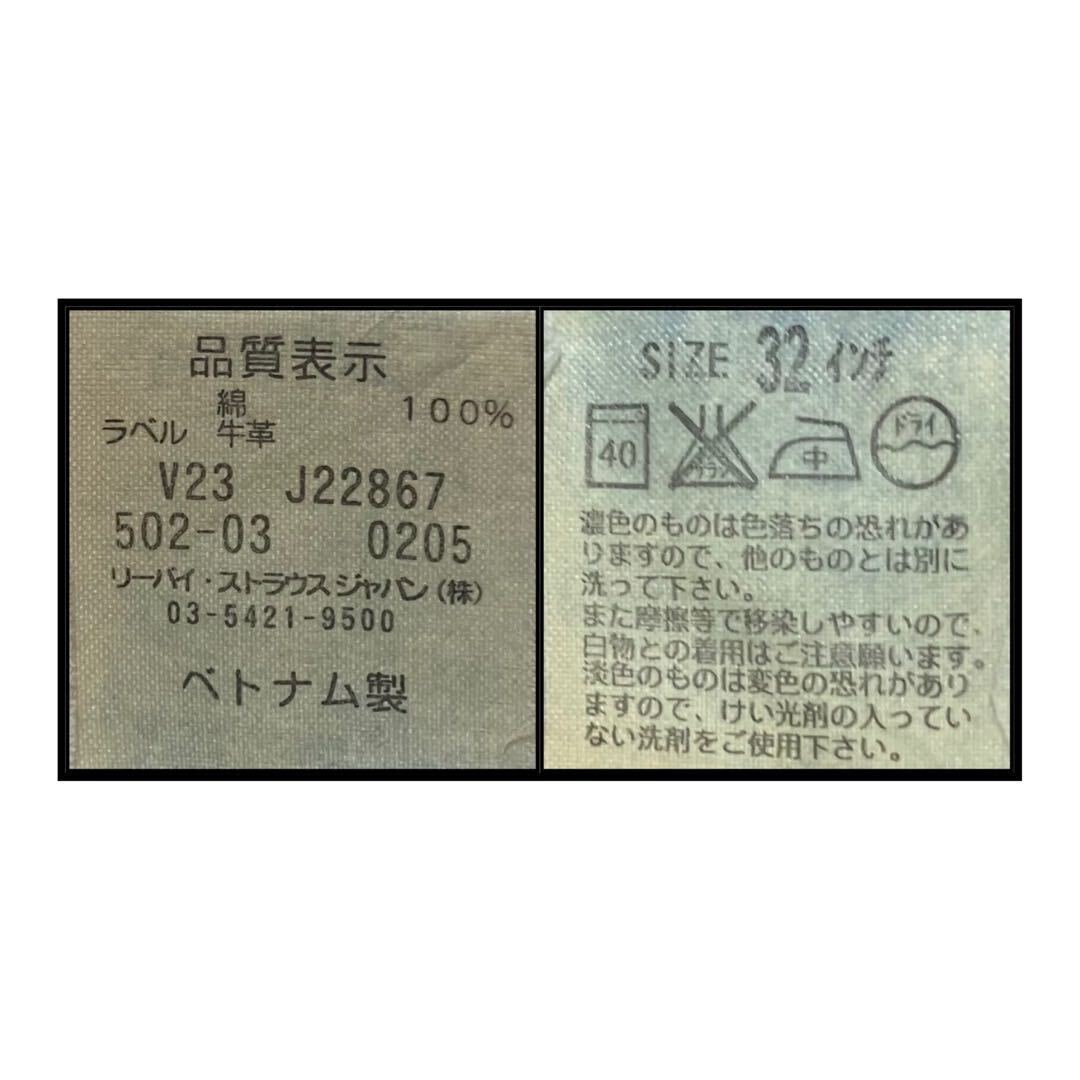 品質表示
綿 100%
ラベル 牛革
V23 J22867
502-03 0205
リーバイ・ストラウス ジャパン(株)
03-5421-9500
ベトナム製
SIZE 32 インチ
40 エンソ サラシ 中 ドライ
濃色のものは色落ちの恐れがあ
りますので、他のものとは別に
洗って下さい。
また摩擦等で移染しやすいので、
白物との着用はご注意願います。
淡色のものは変色の恐れがあり
ますので、けい光剤の入ってい
ない洗剤をご使用下さい。